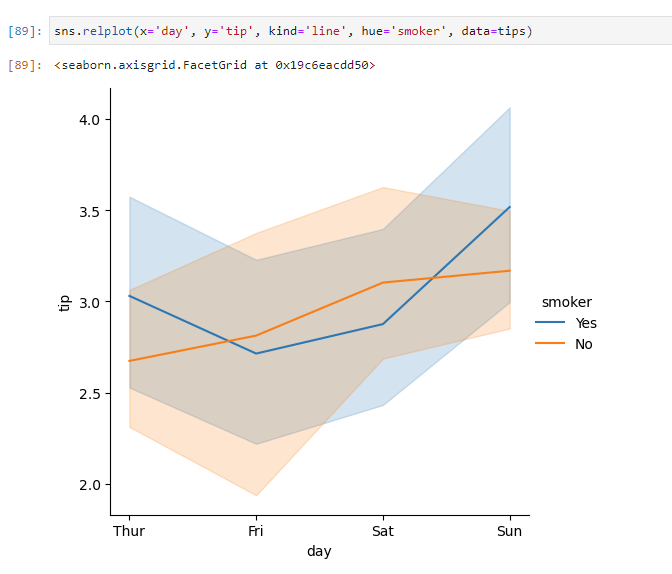 [89]: sns.relplot(x='day', y='tip', kind='line', hue='smoker', data=tips)
[89]: <seaborn.axisgrid.FacetGrid at 0x19c6eacdd50>
4.0
3.5
3.0
2.5
2.0
tip
Thur Fri Sat Sun
day
smoker
Yes
No